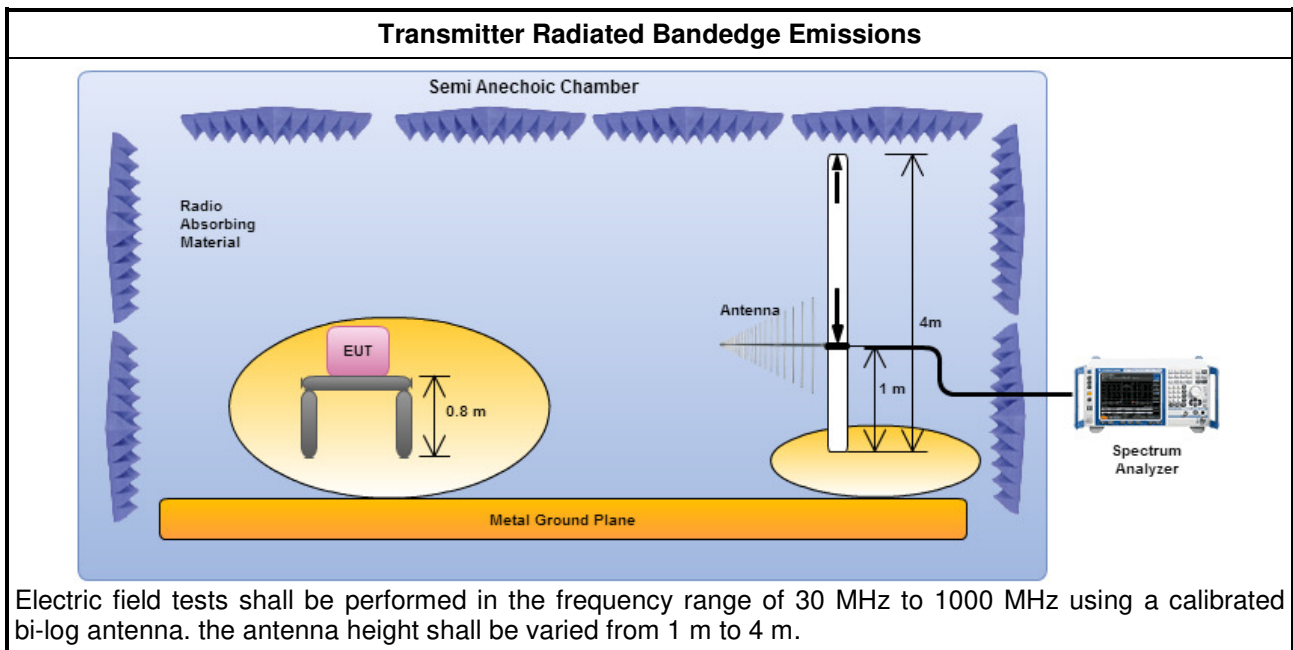 Transmitter Radiated Bandedge Emissions
Semi Anechoic Chamber
Radio
Absorbing
Material
Antenna
4m
EUT
1 m
0.8 m
Spectrum
Analyzer
Metal Ground Plane
Electric field tests shall be performed in the frequency range of 30 MHz to 1000 MHz using a calibrated
bi-log antenna. the antenna height shall be varied from 1 m to 4 m.